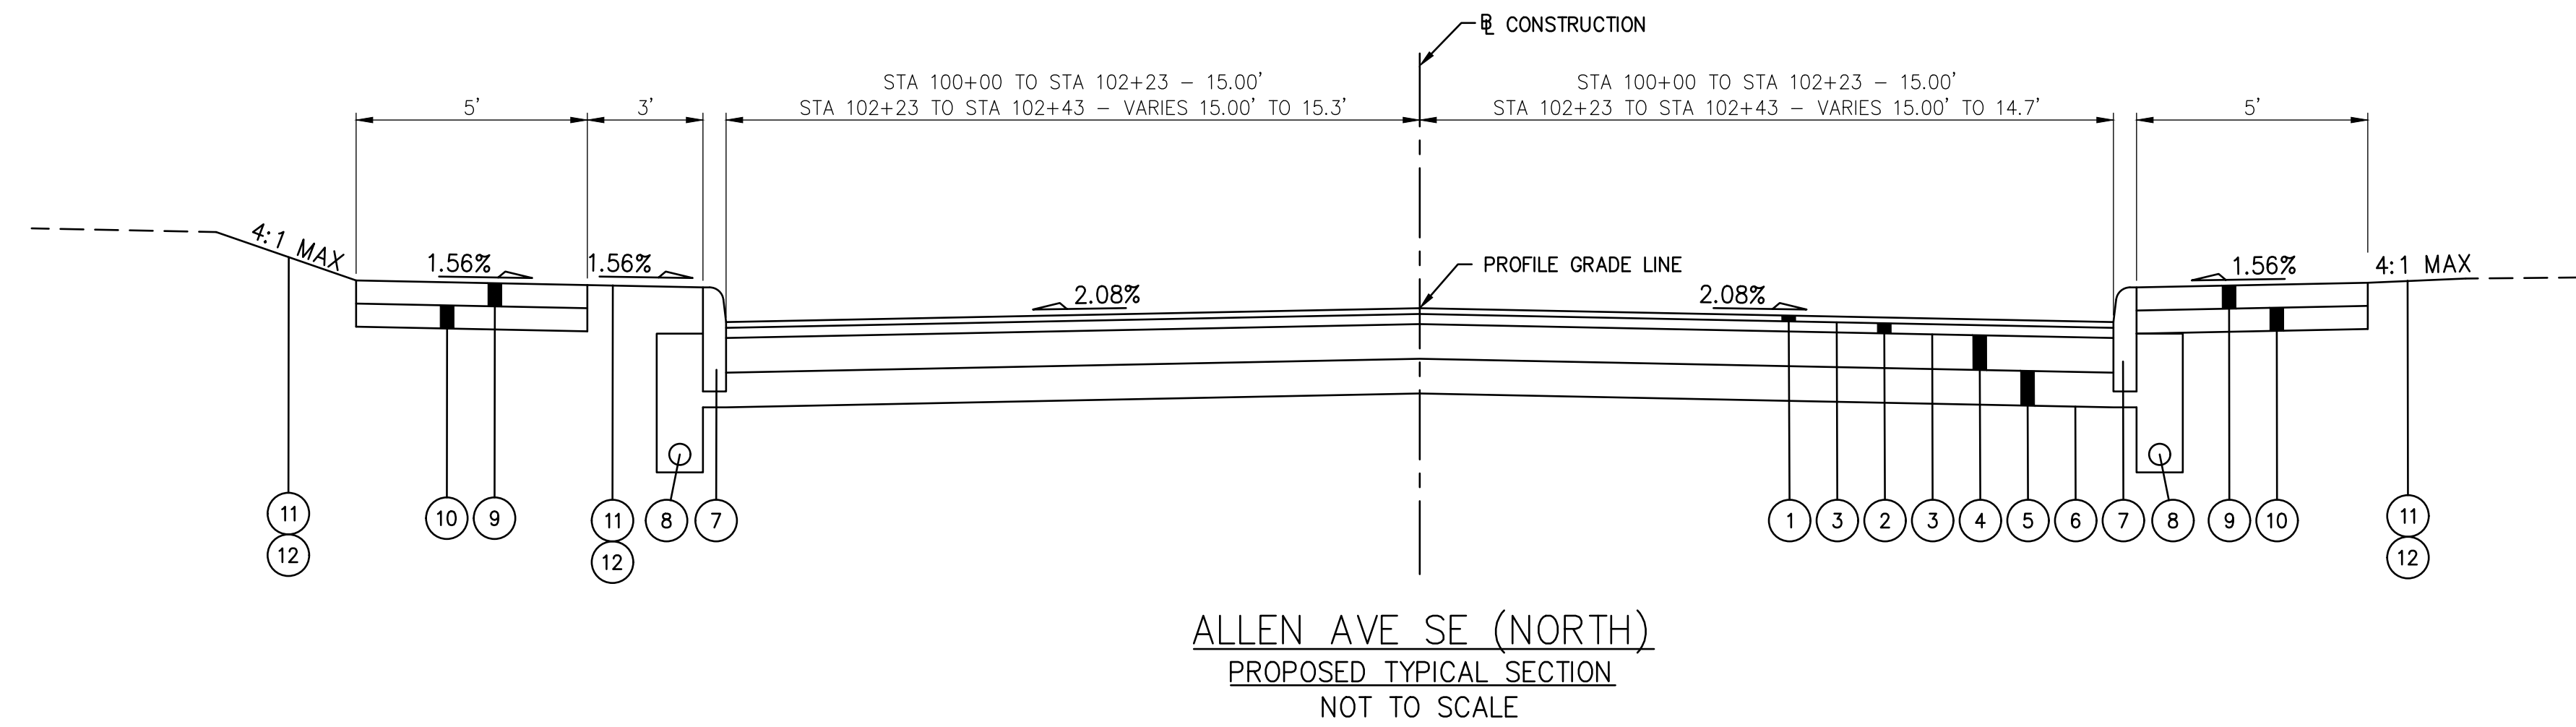 ℄ CONSTRUCTION
STA 100+00 TO STA 102+23 – 15.00'
STA 102+23 TO STA 102+43 – VARIES 15.00' TO 15.3'
STA 100+00 TO STA 102+23 – 15.00'
STA 102+23 TO STA 102+43 – VARIES 15.00' TO 14.7'
5'
3'
5'
4:1 MAX
1.56%
1.56%
2.08%
PROFILE GRADE LINE
2.08%
1.56%
4:1 MAX
11
12
10
9
11
12
8
7
1
3
2
3
4
5
6
7
8
9
10
11
12
ALLEN AVE SE (NORTH)
PROPOSED TYPICAL SECTION
NOT TO SCALE